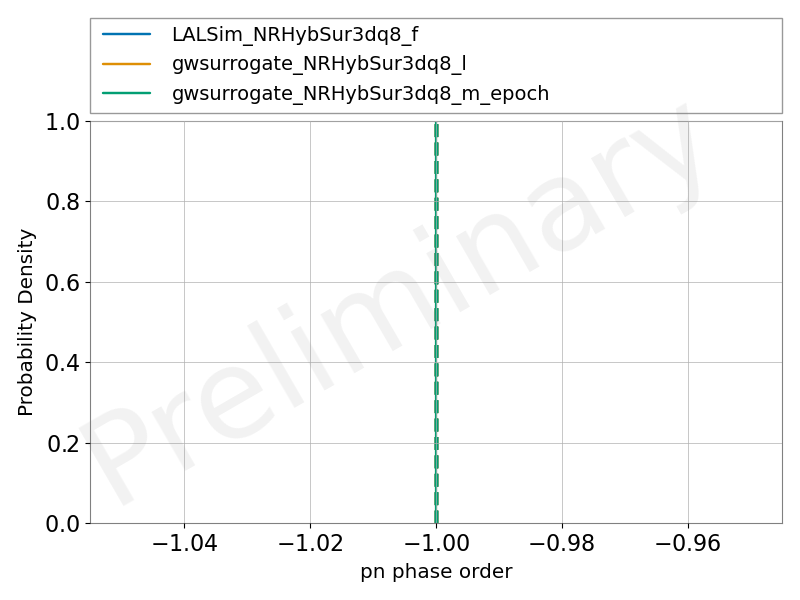 LALSim_NRHybSur3dq8_f
gwsurrogate_NRHybSur3dq8_l
gwsurrogate_NRHybSur3dq8_m_epoch
1.0
0.8
0.6
0.4
0.2
0.0
Probability Density
Preliminary
−1.04 −1.02 −1.00 −0.98 −0.96
pn phase order